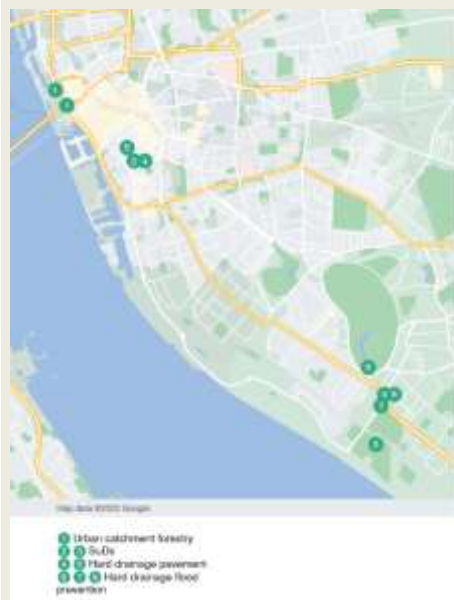 Map data ©2022 Google
1 Urban catchment forestry
2 3 SuDs
4 5 Hard drainage pavement
6 7 8 Hard drainage flood
prevention